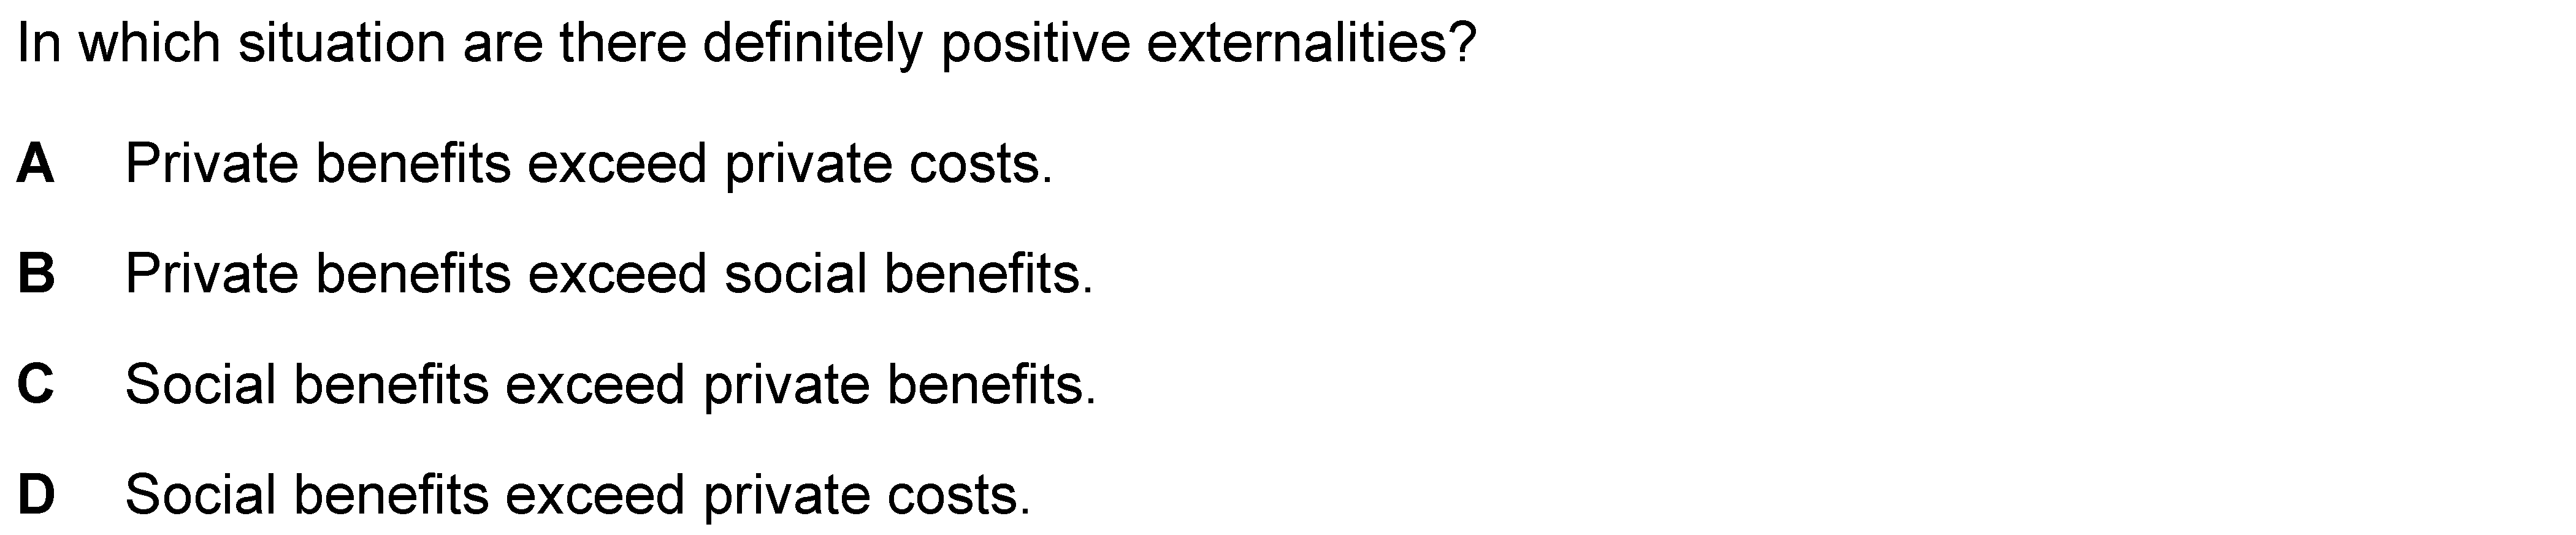 In which situation are there definitely positive externalities?
A Private benefits exceed private costs.
B Private benefits exceed social benefits.
C Social benefits exceed private benefits.
D Social benefits exceed private costs.